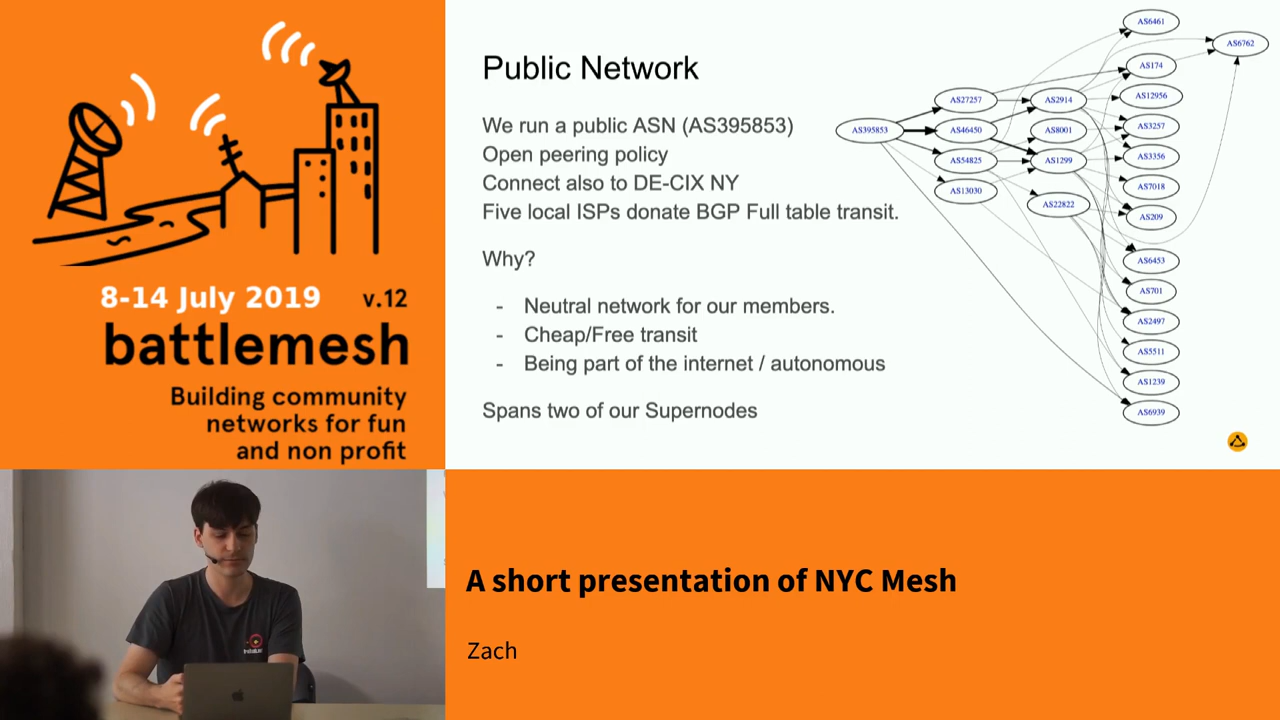 8-14 July 2019 v.12
battlemesh
Building community
networks for fun
and non profit
Public Network
We run a public ASN (AS395853)
Open peering policy
Connect also to DE-CIX NY
Five local ISPs donate BGP Full table transit.
Why?
- Neutral network for our members.
- Cheap/Free transit
- Being part of the internet / autonomous
Spans two of our Supernodes
AS395853
AS27257
AS46450
AS54825
AS13030
AS2914
AS8001
AS1299
AS22822
AS6461
AS174
AS12956
AS3257
AS3356
AS7018
AS209
AS6453
AS701
AS2497
AS5511
AS1239
AS6939
AS6762
A short presentation of NYC Mesh
Zach